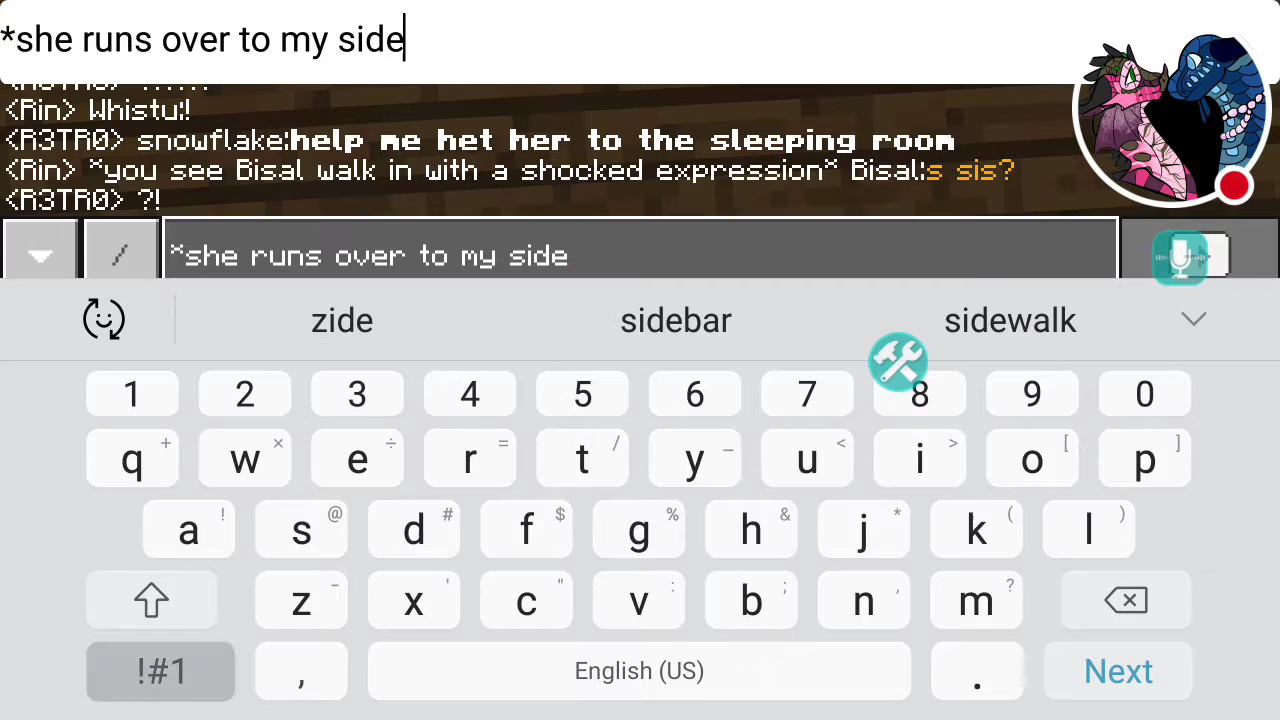 *she runs over to my side
<Rin> Whistu!
<R3TR0> snowflake:help me het her to the sleeping room
<Rin> *you see Bisal walk in with a shocked expression* Bisal:s sis?
<R3TR0> ?!
/ *she runs over to my side
zide sidebar sidewalk
1 2 3 4 5 6 7 8 9 0
q + w × e ÷ r = t / y _ u < i > o [ p ]
a ! s @ d # f $ g % h & j * k ( l )
z - x ' c " v : b ; n , m ?
!#1 , English (US) . Next